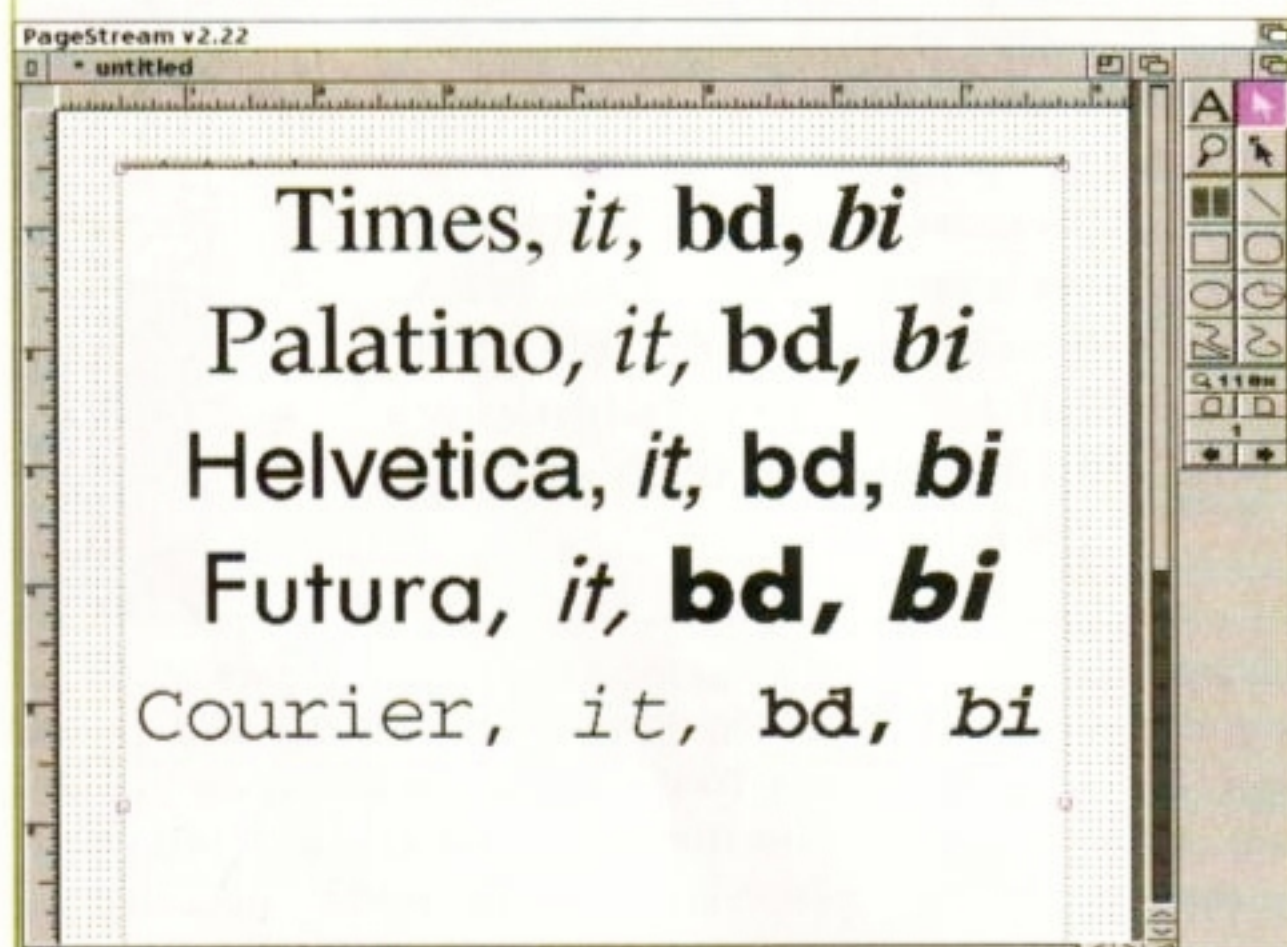 PageStream v2.22
* untitled
Times, it, bd, bi
Palatino, it, bd, bi
Helvetica, it, bd, bi
Futura, it, bd, bi
Courier, it, bd, bi
A
1